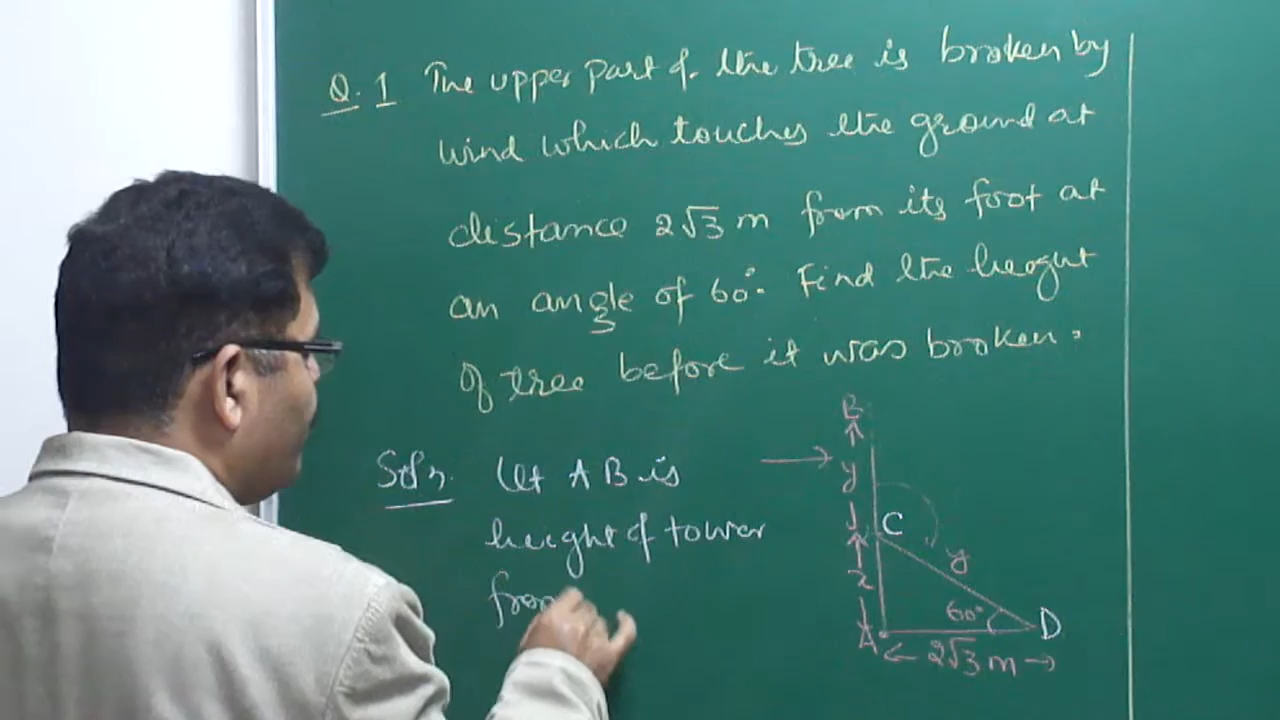 Q. 1 The upper part of the tree is broken by
wind which touches the ground at
distance 2√3 m from its foot at
an angle of 60°. Find the height
of tree before it was broken.
Soln. Let AB is
height of tower
from
B
y
C
y
x
60°
A
D
2√3 m